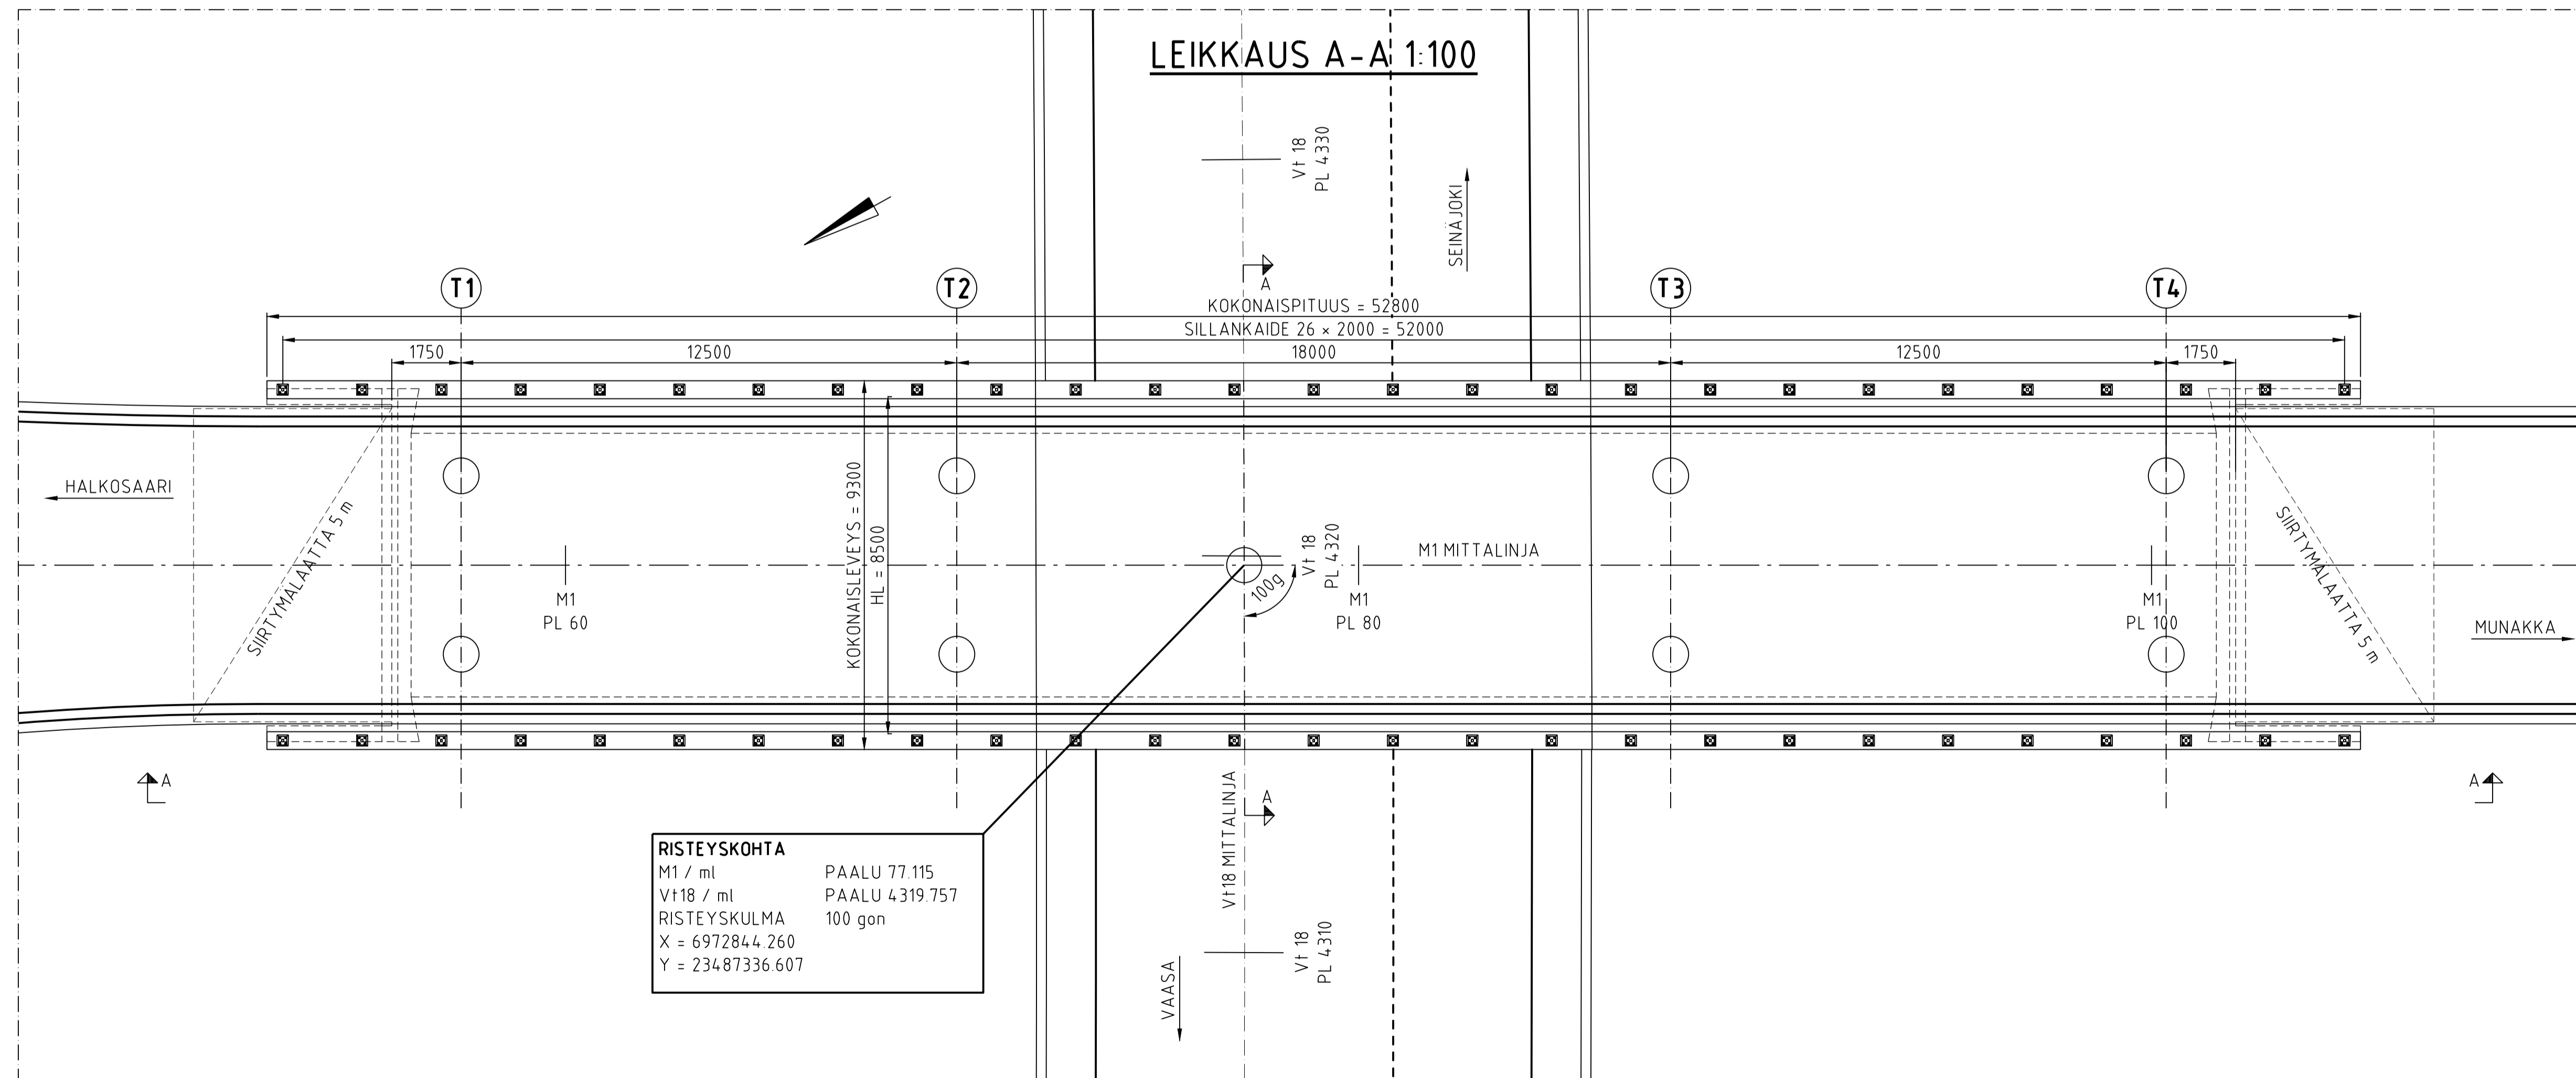 LEIKKAUS A-A 1:100
Vt 18
PL 4330
SEINÄJOKI
A
T1
T2
T3
T4
KOKONAISPITUUS = 52800
SILLANKAIDE 26 × 2000 = 52000
1750
12500
18000
12500
1750
HALKOSAARI
SIIRTYMÄLAATTA 5 m
KOKONAISLEVEYS = 9300
HL = 8500
Vt 18
PL 4320
100g
M1 MITTALINJA
M1
PL 60
M1
PL 80
M1
PL 100
SIIRTYMÄLAATTA 5 m
MUNAKKA
A
A
A
Vt18 MITTALINJA
RISTEYSKOHTA
M1 / ml PAALU 77.115
Vt18 / ml PAALU 4319.757
RISTEYSKULMA 100 gon
X = 6972844.260
Y = 23487336.607
Vt 18
PL 4310
VAASA